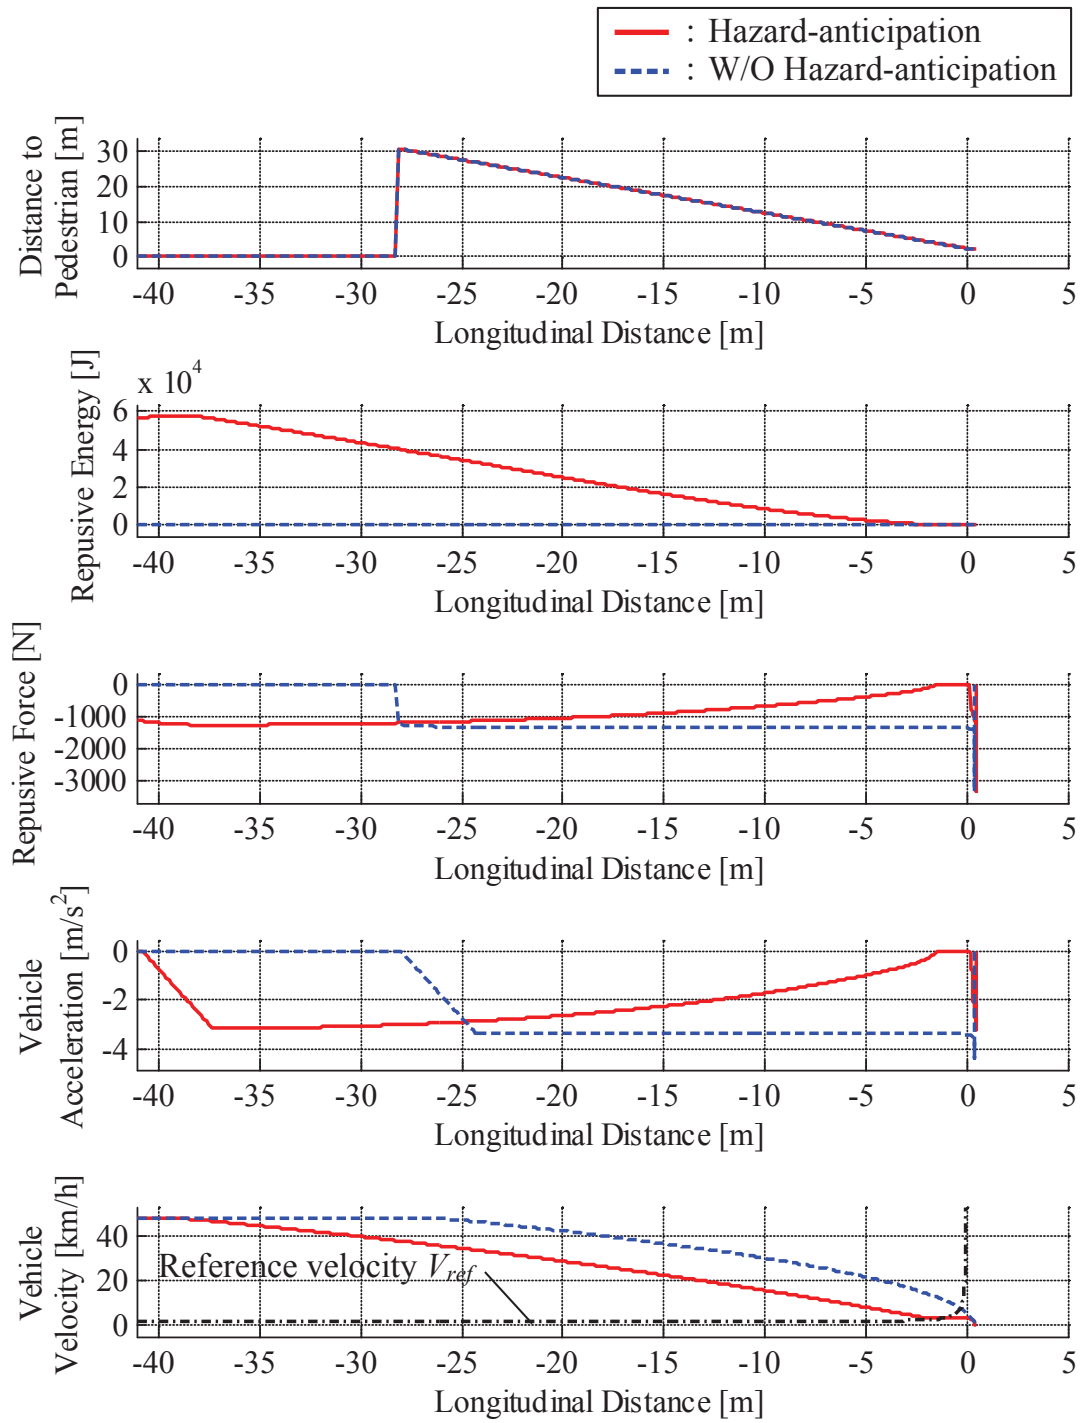 : Hazard-anticipation
: W/O Hazard-anticipation
Distance to
Pedestrian [m]
30
20
10
0
-40 -35 -30 -25 -20 -15 -10 -5 0 5
Longitudinal Distance [m]
Repusive Energy [J]
x 10^4
6
4
2
0
-40 -35 -30 -25 -20 -15 -10 -5 0 5
Longitudinal Distance [m]
Repusive Force [N]
0
-1000
-2000
-3000
-40 -35 -30 -25 -20 -15 -10 -5 0 5
Longitudinal Distance [m]
Vehicle
Acceleration [m/s²]
0
-2
-4
-40 -35 -30 -25 -20 -15 -10 -5 0 5
Longitudinal Distance [m]
Vehicle
Velocity [km/h]
40
20
0
Reference velocity Vref
-40 -35 -30 -25 -20 -15 -10 -5 0 5
Longitudinal Distance [m]